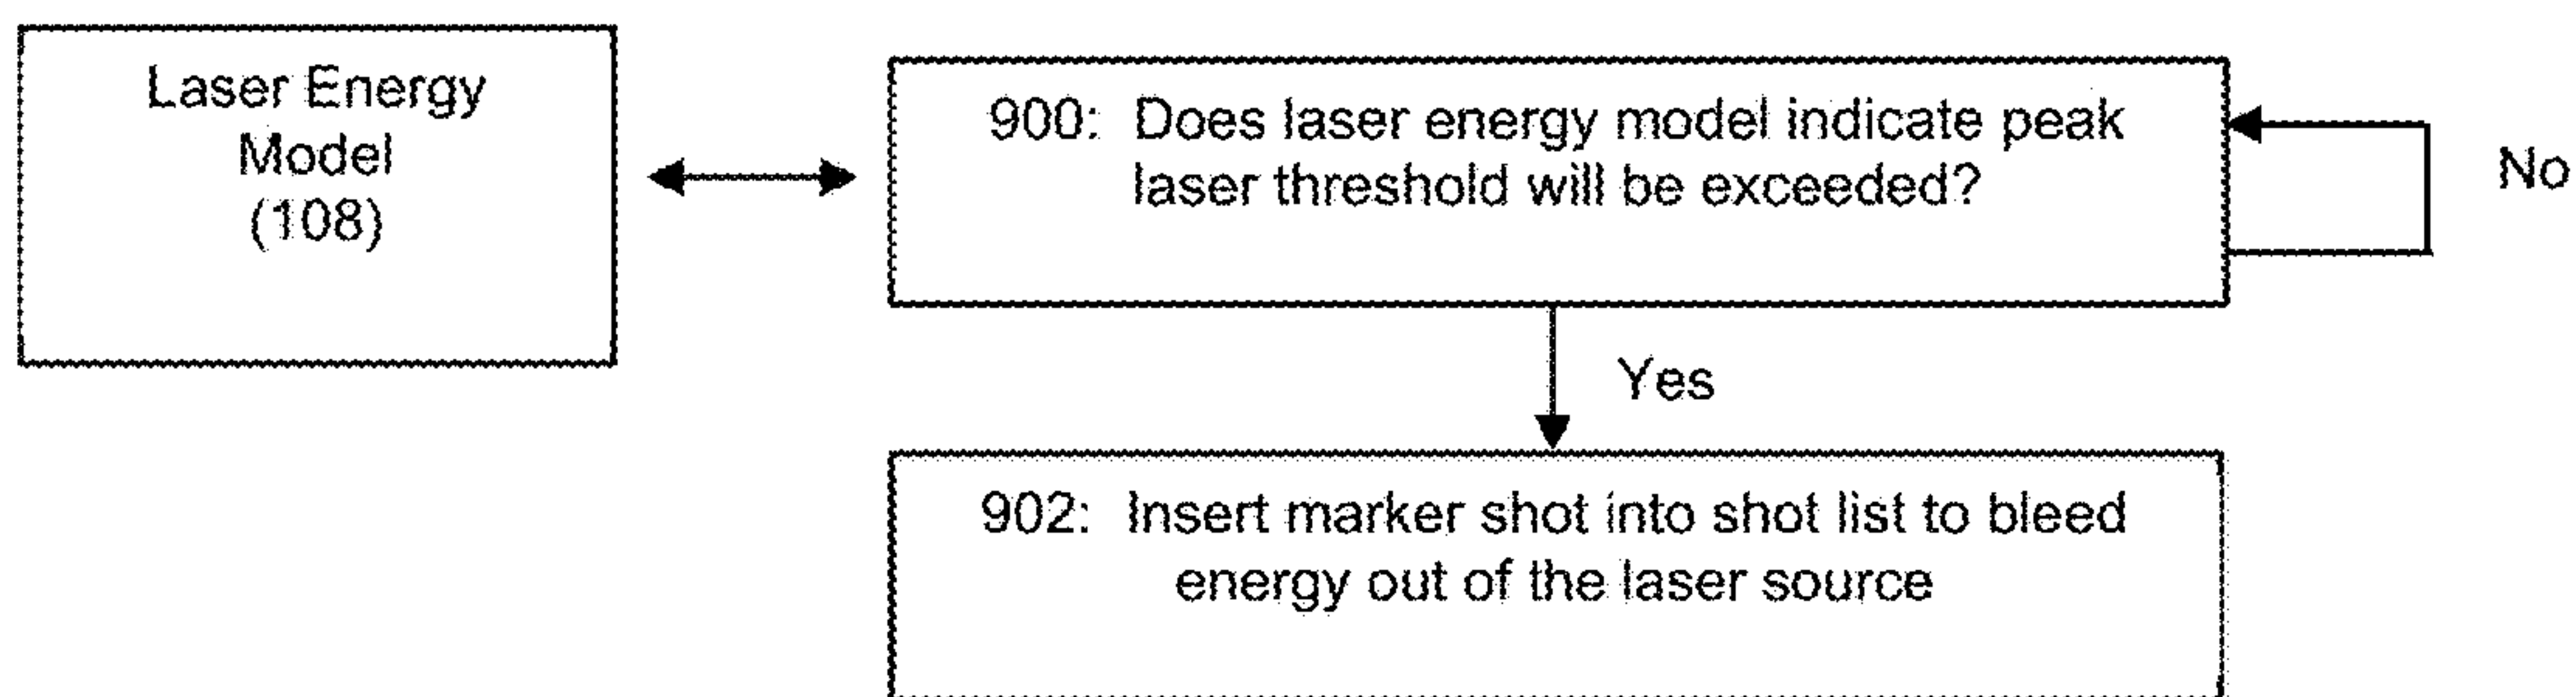 Laser Energy
Model
(108)
900: Does laser energy model indicate peak
laser threshold will be exceeded?
No
Yes
902: Insert marker shot into shot list to bleed
energy out of the laser source